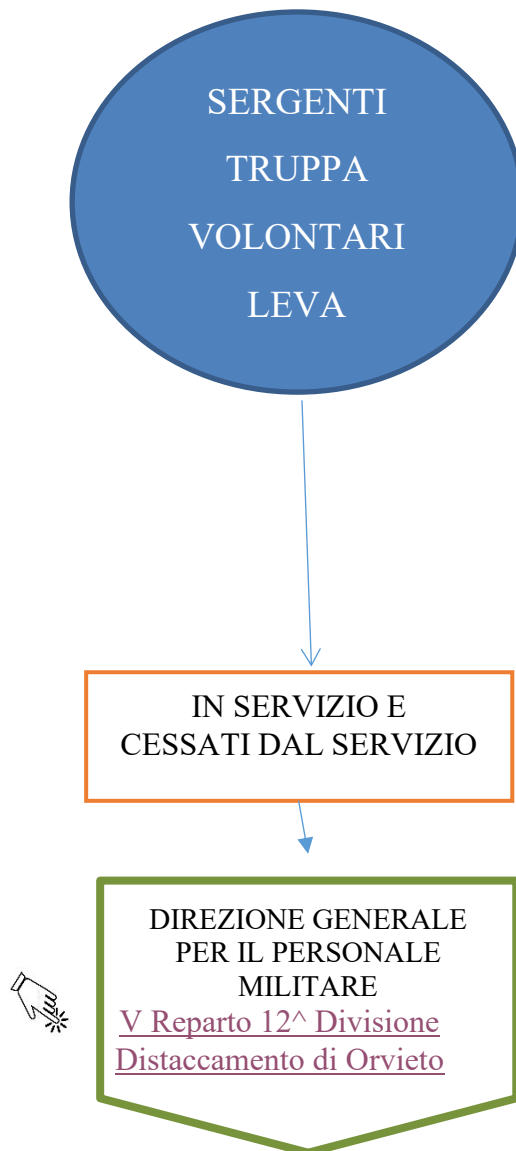 SERGENTI
TRUPPA
VOLONTARI
LEVA
IN SERVIZIO E
CESSATI DAL SERVIZIO
DIREZIONE GENERALE
PER IL PERSONALE
MILITARE
V Reparto 12^ Divisione
Distaccamento di Orvieto